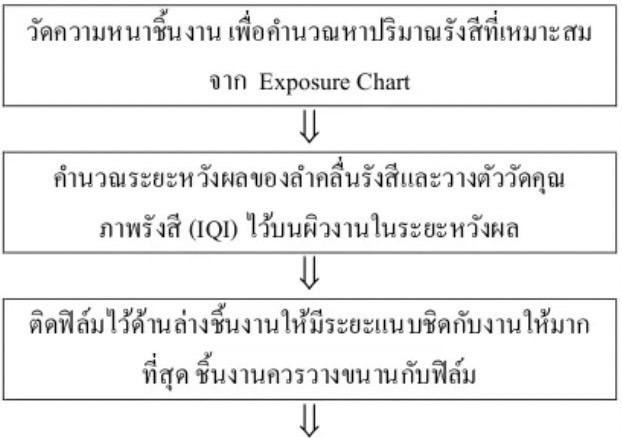 วัดความหนาชิ้นงาน เพื่อคำนวณหาปริมาณรังสีที่เหมาะสม
จาก Exposure Chart
คำนวณระยะหวังผลของลำคลื่นรังสีและวางตัววัดคุณ
ภาพรังสี (IQI) ไว้บนผิวงานในระยะหวังผล
ติดฟิล์มไว้ด้านล่างชิ้นงานให้มีระยะแนบชิดกับงานให้มาก
ที่สุด ชิ้นงานควรวางขนานกับฟิล์ม